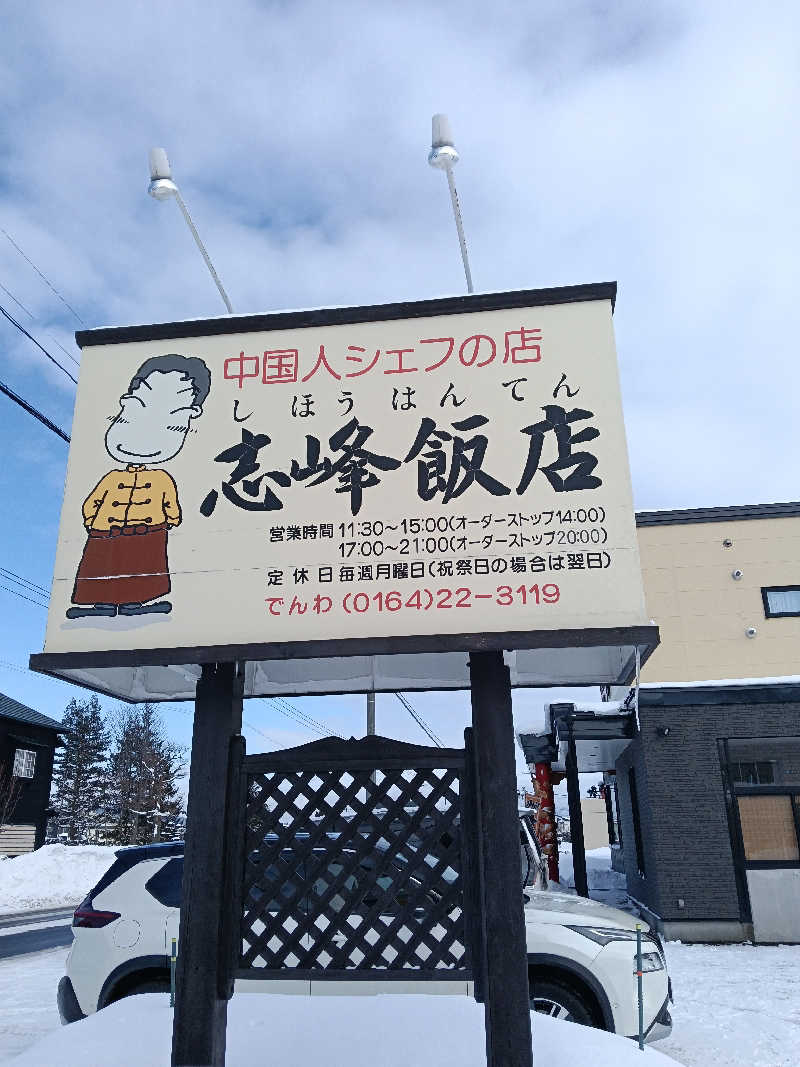 中国人シェフの店
しほうはんてん
志峰飯店
営業時間 11:30～15:00(オーダーストップ14:00)
17:00～21:00(オーダーストップ20:00)
定休日毎週月曜日(祝祭日の場合は翌日)
でんわ (0164)22-3119